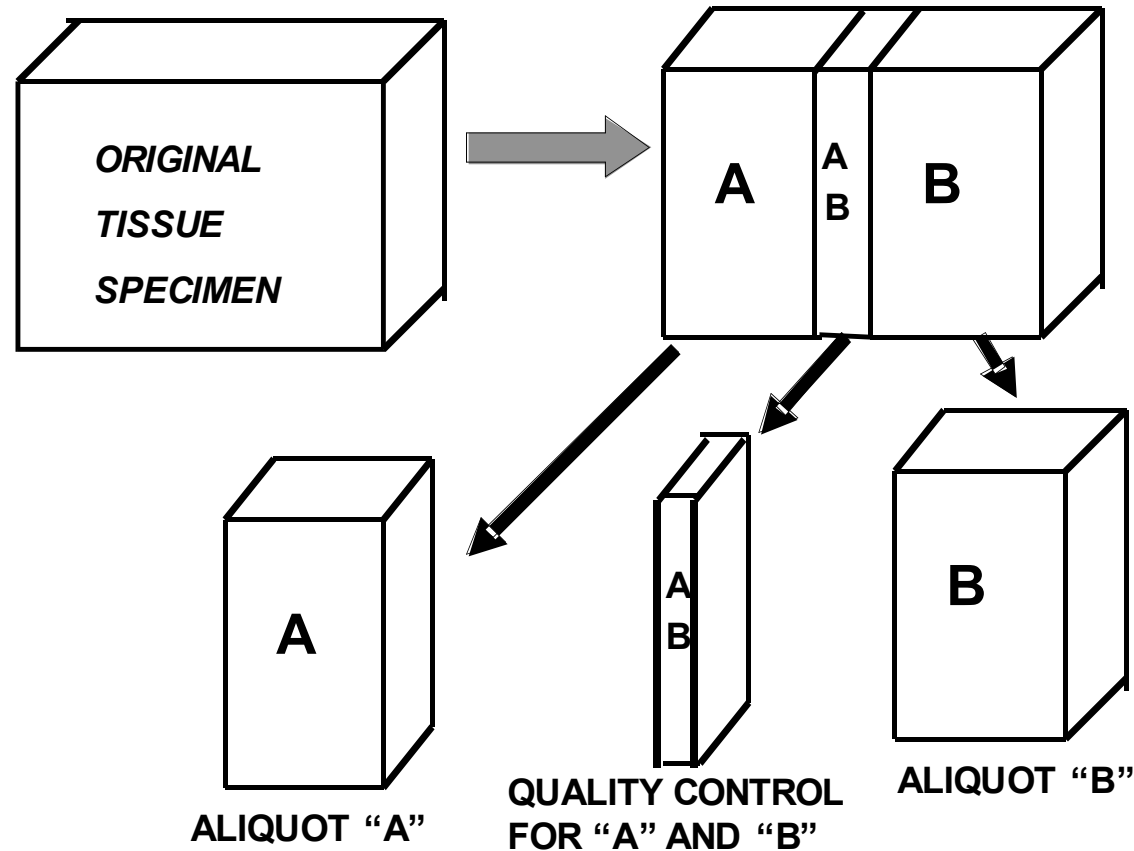 ORIGINAL
TISSUE
SPECIMEN
A
A
B
B
A
A
B
B
ALIQUOT “A”
QUALITY CONTROL
FOR “A” AND “B”
ALIQUOT “B”